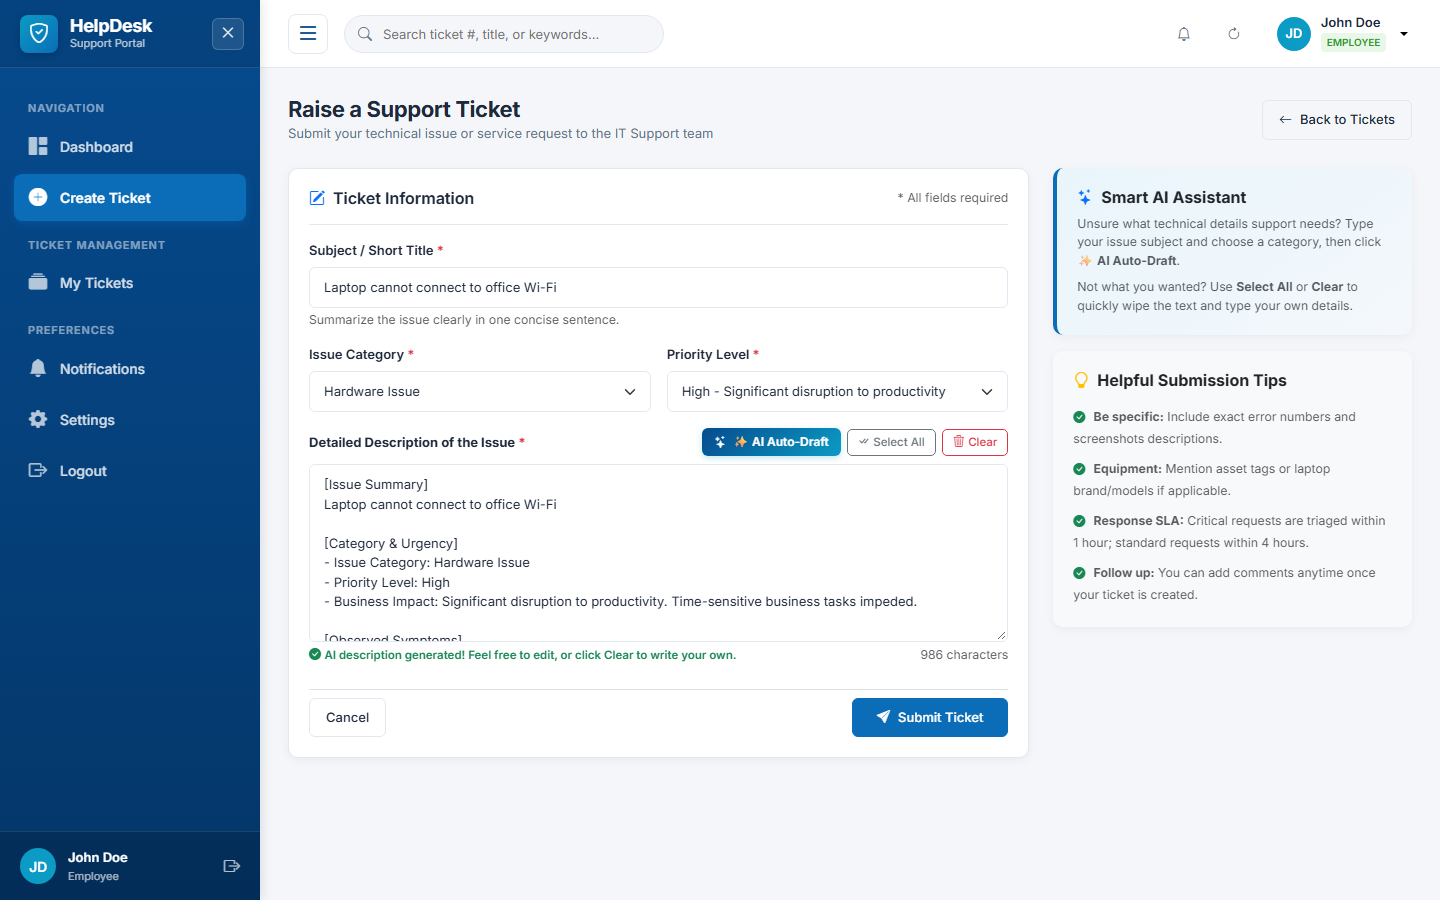 HelpDesk
Support Portal
NAVIGATION
Dashboard
Create Ticket
TICKET MANAGEMENT
My Tickets
PREFERENCES
Notifications
Settings
Logout
JD
John Doe
Employee
Search ticket #, title, or keywords...
JD
John Doe
EMPLOYEE
Raise a Support Ticket
Submit your technical issue or service request to the IT Support team
Back to Tickets
Ticket Information
* All fields required
Subject / Short Title *
Laptop cannot connect to office Wi-Fi
Summarize the issue clearly in one concise sentence.
Issue Category *
Priority Level *
Hardware Issue
High - Significant disruption to productivity
Detailed Description of the Issue *
✨ AI Auto-Draft
Select All
Clear
[Issue Summary]
Laptop cannot connect to office Wi-Fi
[Category & Urgency]
- Issue Category: Hardware Issue
- Priority Level: High
- Business Impact: Significant disruption to productivity. Time-sensitive business tasks impeded.
[Observed Symptoms]
AI description generated! Feel free to edit, or click Clear to write your own.
986 characters
Cancel
Submit Ticket
Smart AI Assistant
Unsure what technical details support needs? Type
your issue subject and choose a category, then click
✨ AI Auto-Draft.
Not what you wanted? Use Select All or Clear to
quickly wipe the text and type your own details.
Helpful Submission Tips
Be specific: Include exact error numbers and
screenshots descriptions.
Equipment: Mention asset tags or laptop
brand/models if applicable.
Response SLA: Critical requests are triaged within
1 hour; standard requests within 4 hours.
Follow up: You can add comments anytime once
your ticket is created.